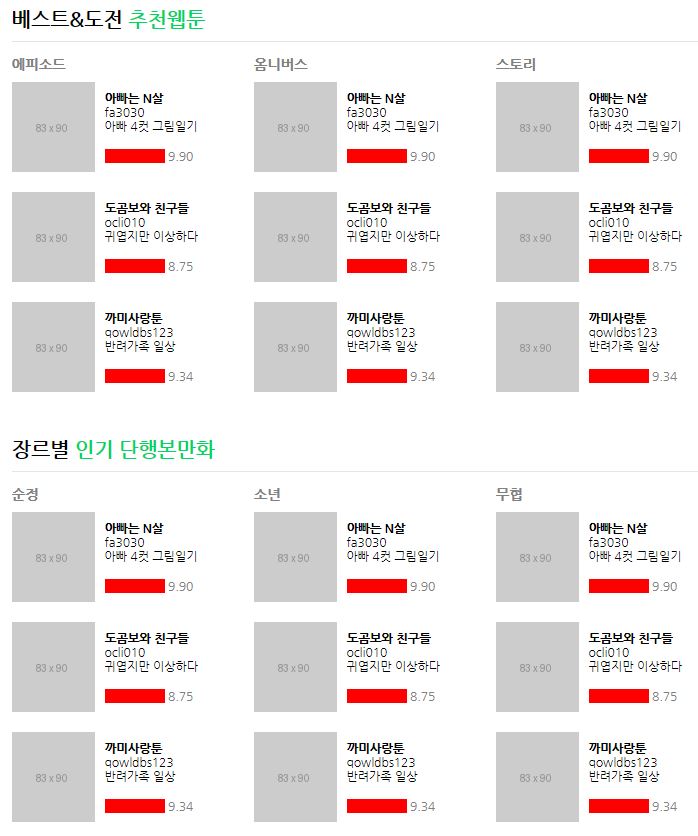 베스트&도전 추천웹툰
에피소드
83 x 90
아빠는 N살
fa3030
아빠 4컷 그림일기
9.90
83 x 90
도곰보와 친구들
ocli010
귀엽지만 이상하다
8.75
83 x 90
까미사랑툰
qowldbs123
반려가족 일상
9.34
옴니버스
83 x 90
아빠는 N살
fa3030
아빠 4컷 그림일기
9.90
83 x 90
도곰보와 친구들
ocli010
귀엽지만 이상하다
8.75
83 x 90
까미사랑툰
qowldbs123
반려가족 일상
9.34
스토리
83 x 90
아빠는 N살
fa3030
아빠 4컷 그림일기
9.90
83 x 90
도곰보와 친구들
ocli010
귀엽지만 이상하다
8.75
83 x 90
까미사랑툰
qowldbs123
반려가족 일상
9.34
장르별 인기 단행본만화
순경
83 x 90
아빠는 N살
fa3030
아빠 4컷 그림일기
9.90
83 x 90
도곰보와 친구들
ocli010
귀엽지만 이상하다
8.75
83 x 90
까미사랑툰
qowldbs123
반려가족 일상
9.34
소년
83 x 90
아빠는 N살
fa3030
아빠 4컷 그림일기
9.90
83 x 90
도곰보와 친구들
ocli010
귀엽지만 이상하다
8.75
83 x 90
까미사랑툰
qowldbs123
반려가족 일상
9.34
무협
83 x 90
아빠는 N살
fa3030
아빠 4컷 그림일기
9.90
83 x 90
도곰보와 친구들
ocli010
귀엽지만 이상하다
8.75
83 x 90
까미사랑툰
qowldbs123
반려가족 일상
9.34